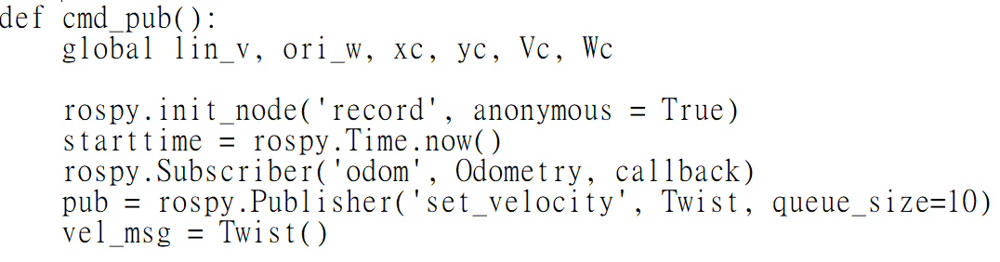 def cmd_pub():
    global lin_v, ori_w, xc, yc, Vc, Wc

    rospy.init_node('record', anonymous = True)
    starttime = rospy.Time.now()
    rospy.Subscriber('odom', Odometry, callback)
    pub = rospy.Publisher('set_velocity', Twist, queue_size=10)
    vel_msg = Twist()